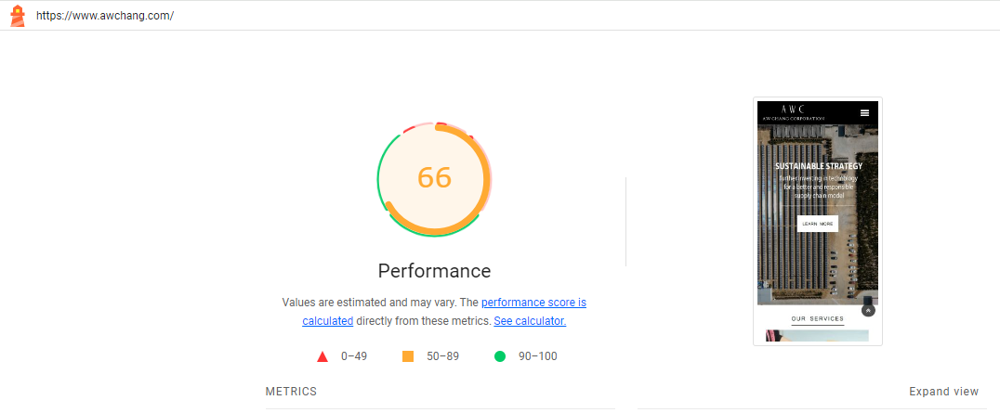 https://www.awchang.com/
66
Performance
Values are estimated and may vary. The performance score is
calculated directly from these metrics. See calculator.
0–49
50–89
90–100
METRICS
Expand view
A W C
AW CHANG CORPORATION
SUSTAINABLE STRATEGY
Further investing in technology
for a better and responsible
supply chain model
LEARN MORE
OUR SERVICES